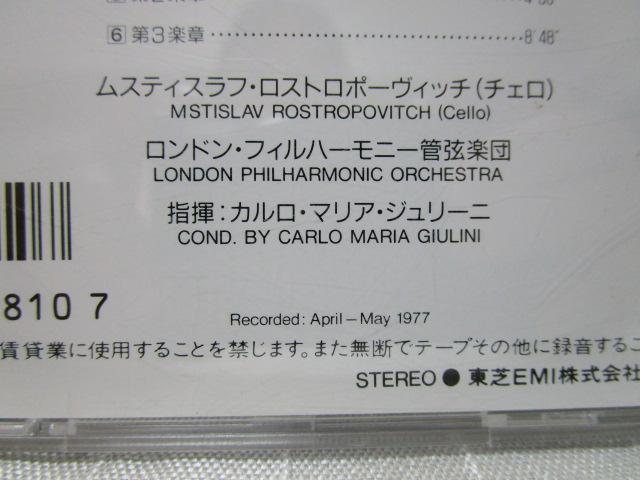 第2楽章
6 第3楽章 8′48″
ムスティスラフ・ロストロポーヴィッチ(チェロ)
MSTISLAV ROSTROPOVITCH (Cello)
ロンドン・フィルハーモニー管弦楽団
LONDON PHILHARMONIC ORCHESTRA
指揮:カルロ・マリア・ジュリーニ
COND. BY CARLO MARIA GIULINI
8107
Recorded: April – May 1977
賃貸業に使用することを禁じます。また無断でテープその他に録音するこ
STEREO ● 東芝EMI株式会社